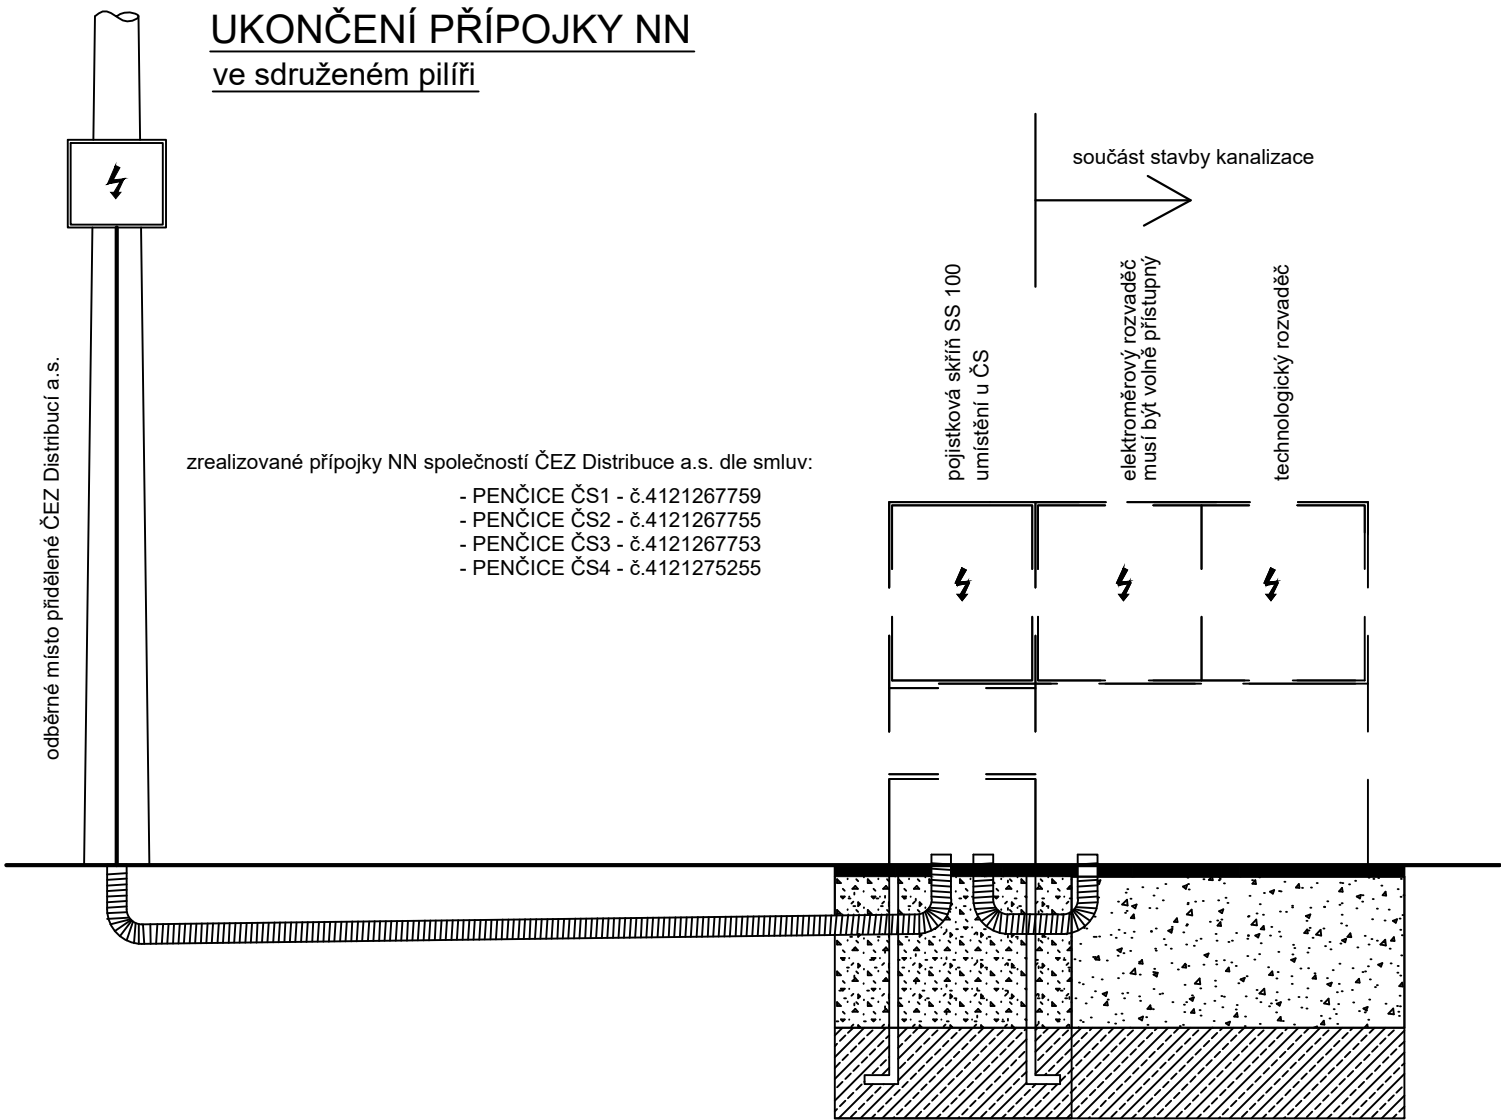 UKONČENÍ PŘÍPOJKY NN
ve sdruženém pilíři
součást stavby kanalizace
odběrné místo přidělené ČEZ Distribucí a.s.
zrealizované přípojky NN společností ČEZ Distribuce a.s. dle smluv:
- PENČICE ČS1 - č.4121267759
- PENČICE ČS2 - č.4121267755
- PENČICE ČS3 - č.4121267753
- PENČICE ČS4 - č.4121275255
pojistková skříň SS 100
umístění u ČS
elektroměrový rozvaděč
musí být volně přístupný
technologický rozvaděč